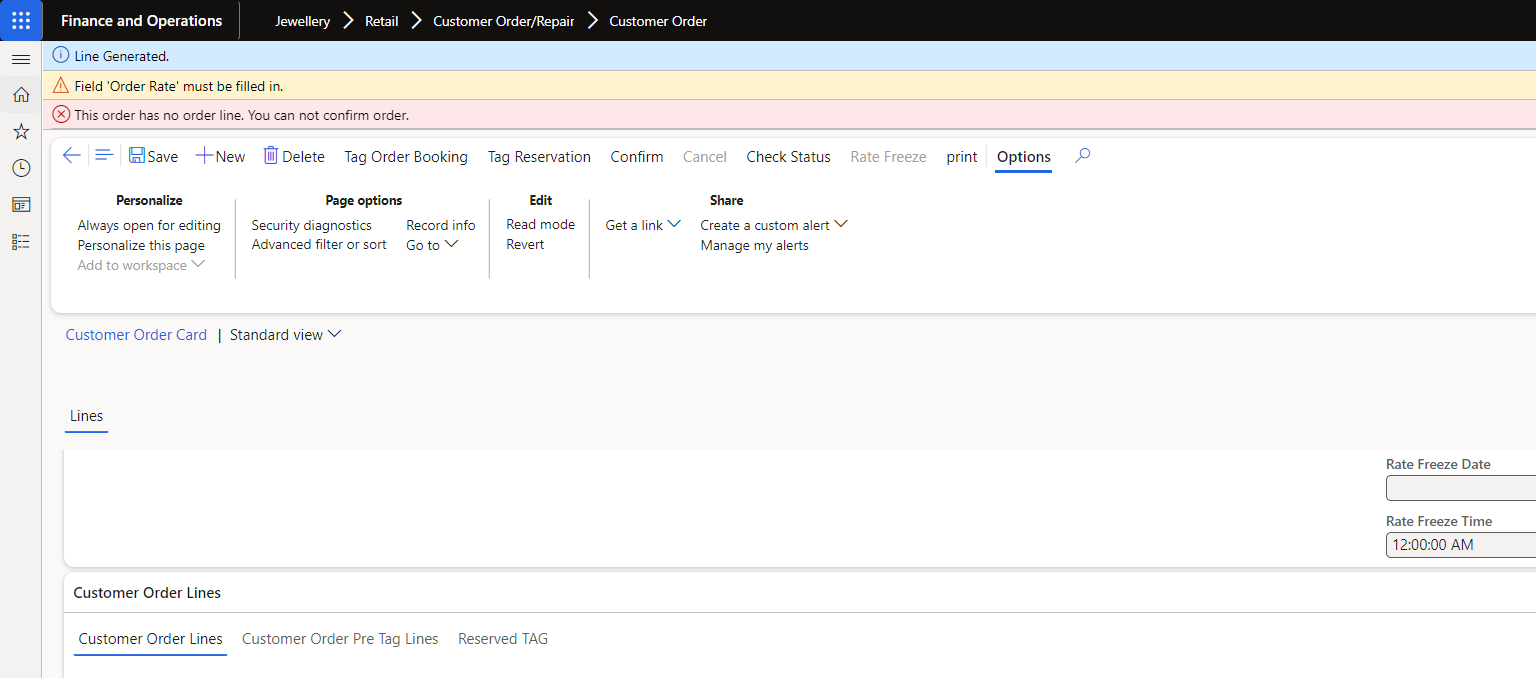 Finance and Operations Jewellery Retail Customer Order/Repair Customer Order
Line Generated.
Field 'Order Rate' must be filled in.
This order has no order line. You can not confirm order.
Save New Delete Tag Order Booking Tag Reservation Confirm Cancel Check Status Rate Freeze print Options
Personalize
Always open for editing
Personalize this page
Add to workspace
Page options
Security diagnostics
Advanced filter or sort
Record info
Go to
Edit
Read mode
Revert
Share
Get a link
Create a custom alert
Manage my alerts
Customer Order Card | Standard view
Lines
Rate Freeze Date
Rate Freeze Time
12:00:00 AM
Customer Order Lines
Customer Order Lines Customer Order Pre Tag Lines Reserved TAG